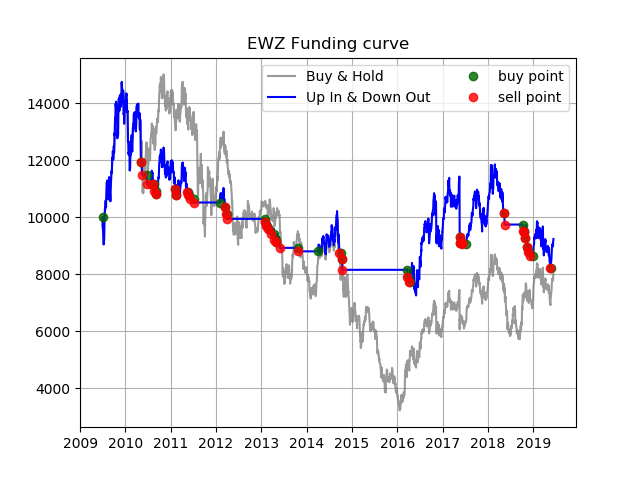 EWZ Funding curve
Buy & Hold
Up In & Down Out
buy point
sell point
14000
12000
10000
8000
6000
4000
2009 2010 2011 2012 2013 2014 2015 2016 2017 2018 2019